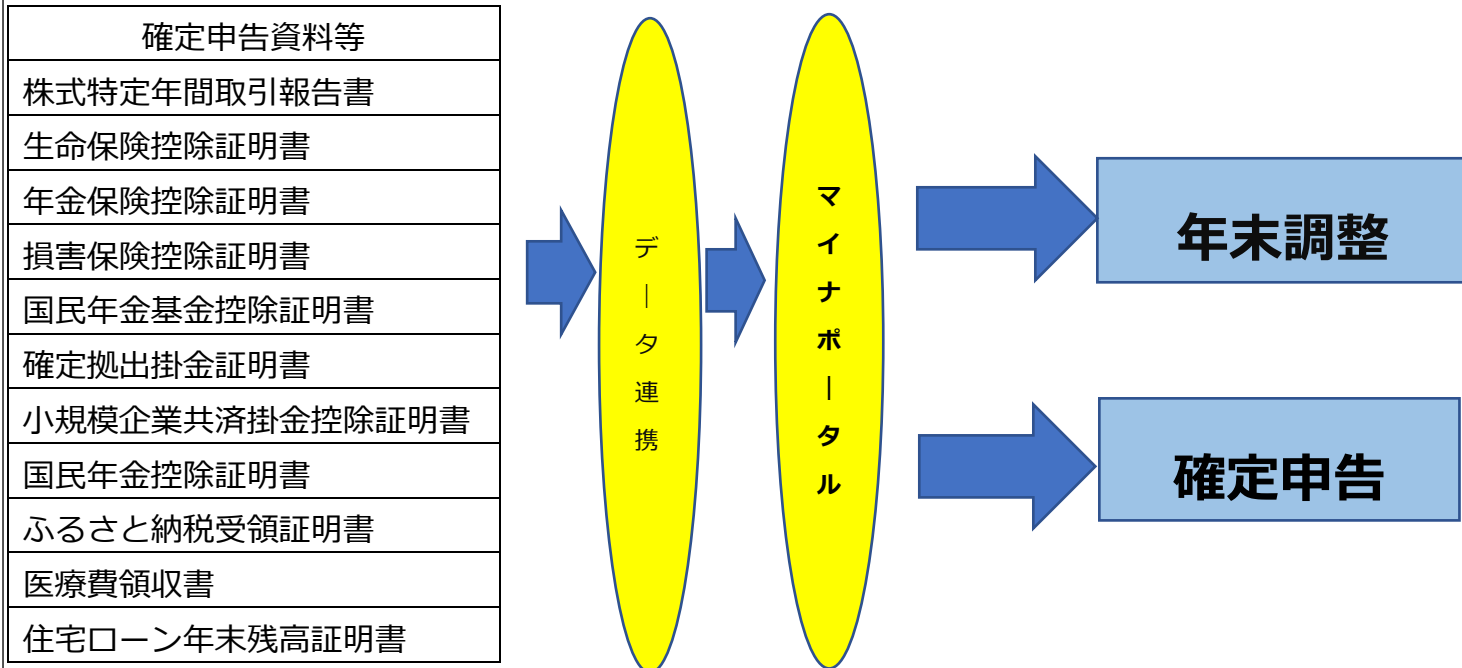 確定申告資料等
株式特定年間取引報告書
生命保険控除証明書
年金保険控除証明書
損害保険控除証明書
国民年金基金控除証明書
確定拠出掛金証明書
小規模企業共済掛金控除証明書
国民年金控除証明書
ふるさと納税受領証明書
医療費領収書
住宅ローン年末残高証明書
データ連携
マイナポータル
年末調整
確定申告